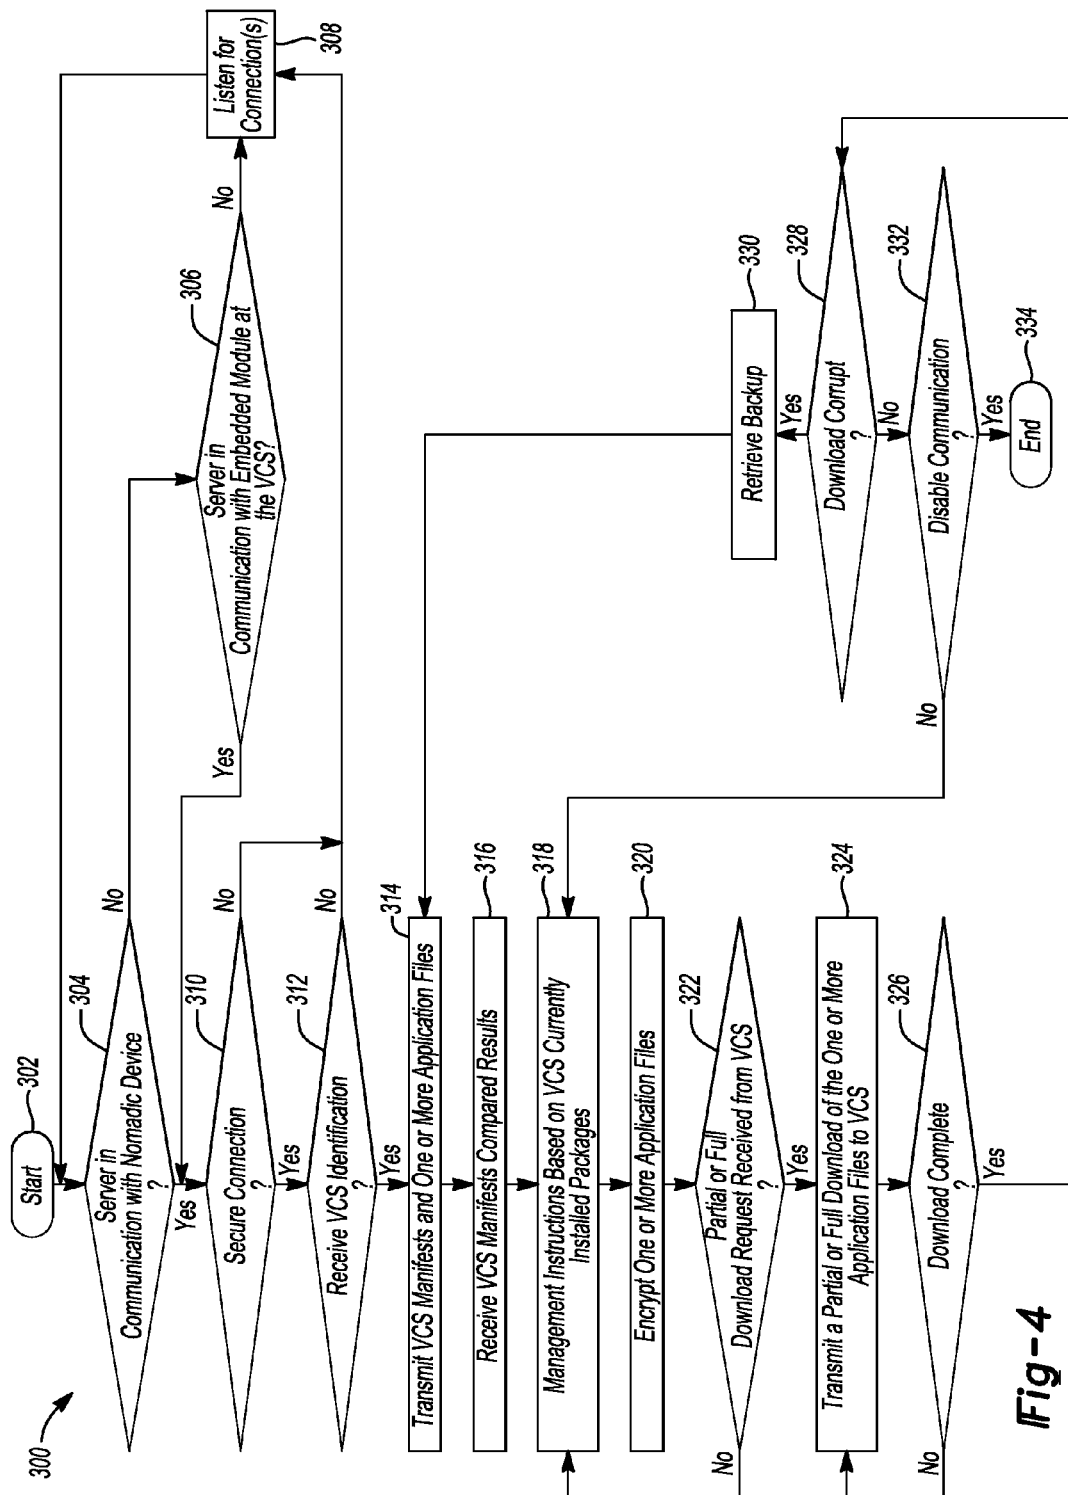 300
Start
302
Server in
Communication with Nomadic Device
?
304
No
Yes
Server in
Communication with Embedded Module at
the VCS?
306
Yes
No
Listen for
Connection(s)
308
Secure Connection
?
310
No
Yes
Receive VCS Identification
?
312
No
Yes
Transmit VCS Manifests and One or More Application Files
314
Receive VCS Manifests Compared Results
316
Management Instructions Based on VCS Currently
Installed Packages
318
Encrypt One or More Application Files
320
Partial or Full
Download Request Received from VCS
?
322
No
Yes
Transmit a Partial or Full Download of the One or More
Application Files to VCS
324
Download Complete
?
326
No
Yes
Retrieve Backup
330
Yes
Download Corrupt
?
328
No
Disable Communication
?
332
No
Yes
End
334
Fig-4